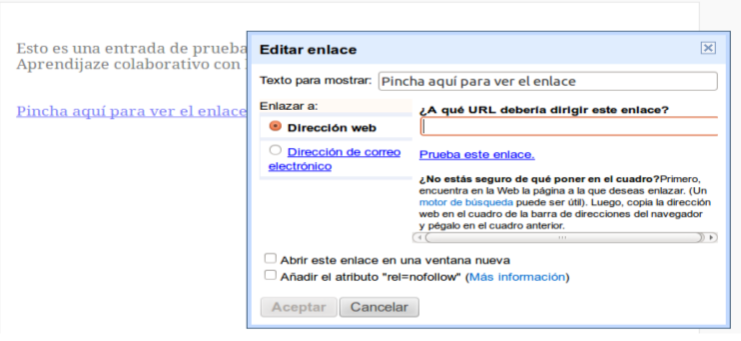 Esto es una entrada de prueba
Aprendijaze colaborativo con
Pincha aquí para ver el enlace
Editar enlace
Texto para mostrar: Pincha aquí para ver el enlace
Enlazar a:
Dirección web
Dirección de correo
electrónico
¿A qué URL debería dirigir este enlace?
Prueba este enlace.
¿No estás seguro de qué poner en el cuadro?Primero,
encuentra en la Web la página a la que deseas enlazar. (Un
motor de búsqueda puede ser útil). Luego, copia la dirección
web en el cuadro de la barra de direcciones del navegador
y pégalo en el cuadro anterior.
Abrir este enlace en una ventana nueva
Añadir el atributo "rel=nofollow" (Más información)
Aceptar Cancelar